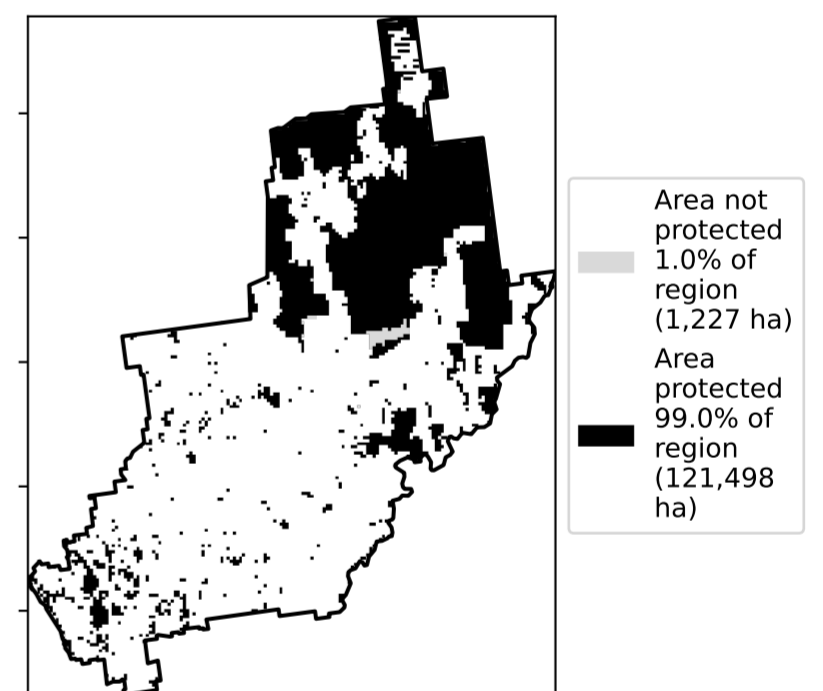 Area not
protected
1.0% of
region
(1,227 ha)
Area
protected
99.0% of
region
(121,498
ha)